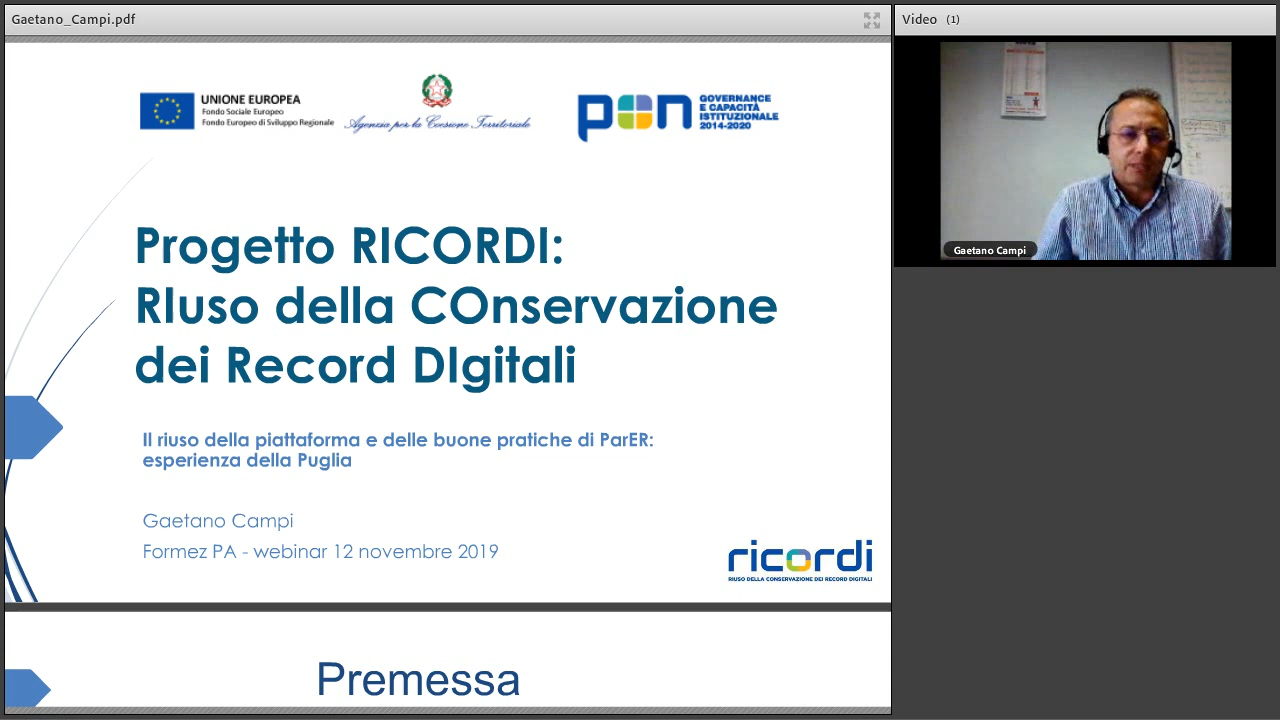 Gaetano_Campi.pdf
Video (1)
UNIONE EUROPEA
Fondo Sociale Europeo
Fondo Europeo di Sviluppo Regionale
Agenzia per la Coesione Territoriale
pon
GOVERNANCE
E CAPACITÀ
ISTITUZIONALE
2014-2020
Gaetano Campi
Progetto RICORDI:
RIuso della COnservazione
dei Record DIgitali
Il riuso della piattaforma e delle buone pratiche di ParER:
esperienza della Puglia
Gaetano Campi
Formez PA - webinar 12 novembre 2019
ricordi
RIUSO DELLA CONSERVAZIONE DEI RECORD DIGITALI
Premessa